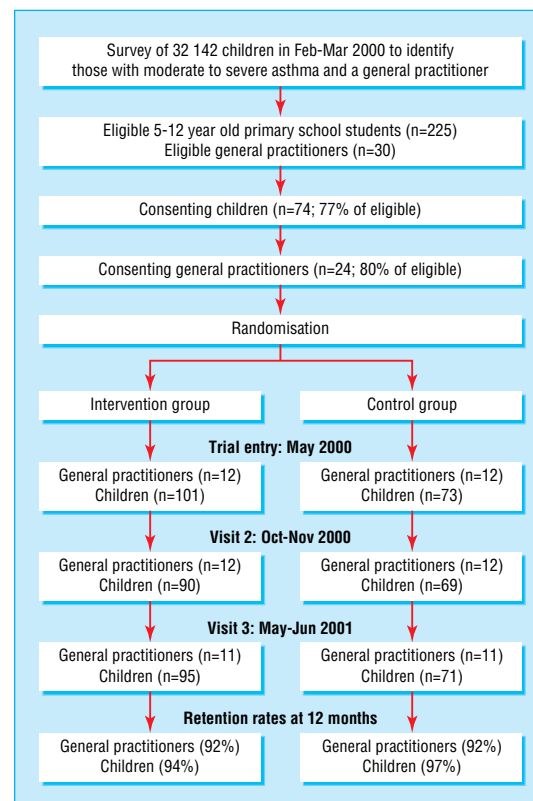 Survey of 32 142 children in Feb-Mar 2000 to identify
those with moderate to severe asthma and a general practitioner
Eligible 5-12 year old primary school students (n=225)
Eligible general practitioners (n=30)
Consenting children (n=74; 77% of eligible)
Consenting general practitioners (n=24; 80% of eligible)
Randomisation
Intervention group
Control group
Trial entry: May 2000
General practitioners (n=12)
Children (n=101)
General practitioners (n=12)
Children (n=73)
Visit 2: Oct-Nov 2000
General practitioners (n=12)
Children (n=90)
General practitioners (n=12)
Children (n=69)
Visit 3: May-Jun 2001
General practitioners (n=11)
Children (n=95)
General practitioners (n=11)
Children (n=71)
Retention rates at 12 months
General practitioners (92%)
Children (94%)
General practitioners (92%)
Children (97%)